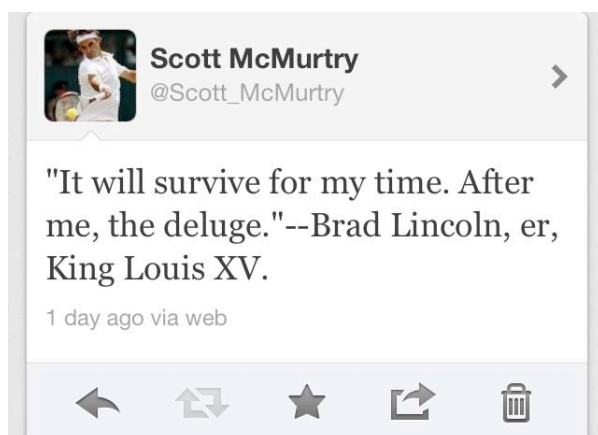 Scott McMurtry
@Scott_McMurtry
"It will survive for my time. After
me, the deluge."--Brad Lincoln, er,
King Louis XV.
1 day ago via web